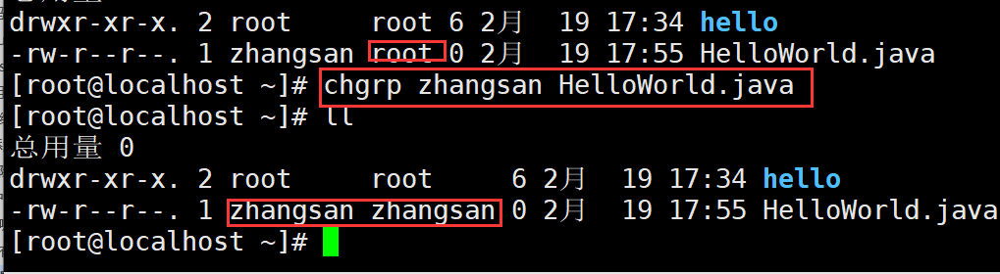 drwxr-xr-x. 2 root     root 6 2月  19 17:34 hello
-rw-r--r--. 1 zhangsan root 0 2月  19 17:55 HelloWorld.java
[root@localhost ~]# chgrp zhangsan HelloWorld.java
[root@localhost ~]# ll
总用量 0
drwxr-xr-x. 2 root     root     6 2月  19 17:34 hello
-rw-r--r--. 1 zhangsan zhangsan 0 2月  19 17:55 HelloWorld.java
[root@localhost ~]#